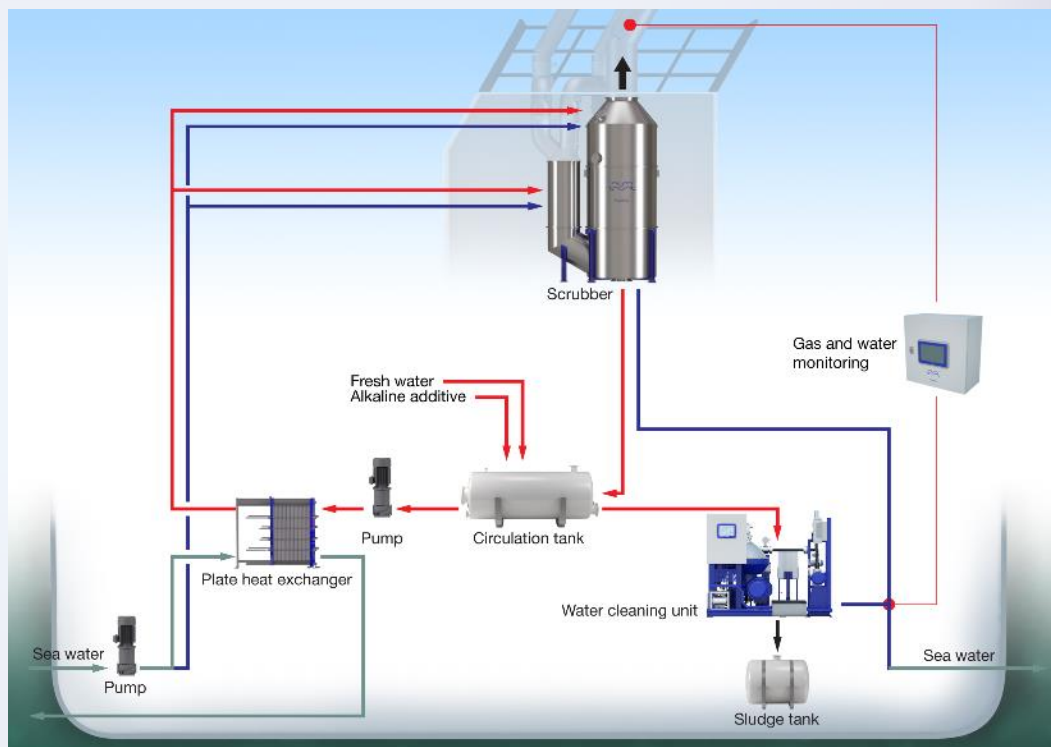 Scrubber
Gas and water
monitoring
Fresh water
Alkaline additive
Pump
Circulation tank
Plate heat exchanger
Water cleaning unit
Sea water
Pump
Sea water
Sludge tank